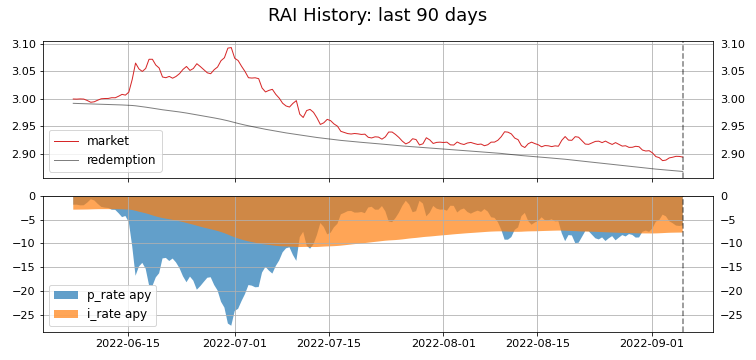 RAI History: last 90 days
3.10 3.10
3.05 3.05
3.00 3.00
2.95 2.95
2.90 2.90
market
redemption
0 0
−5 −5
−10 −10
−15 −15
−20 −20
−25 −25
p_rate apy
i_rate apy
2022-06-15 2022-07-01 2022-07-15 2022-08-01 2022-08-15 2022-09-01